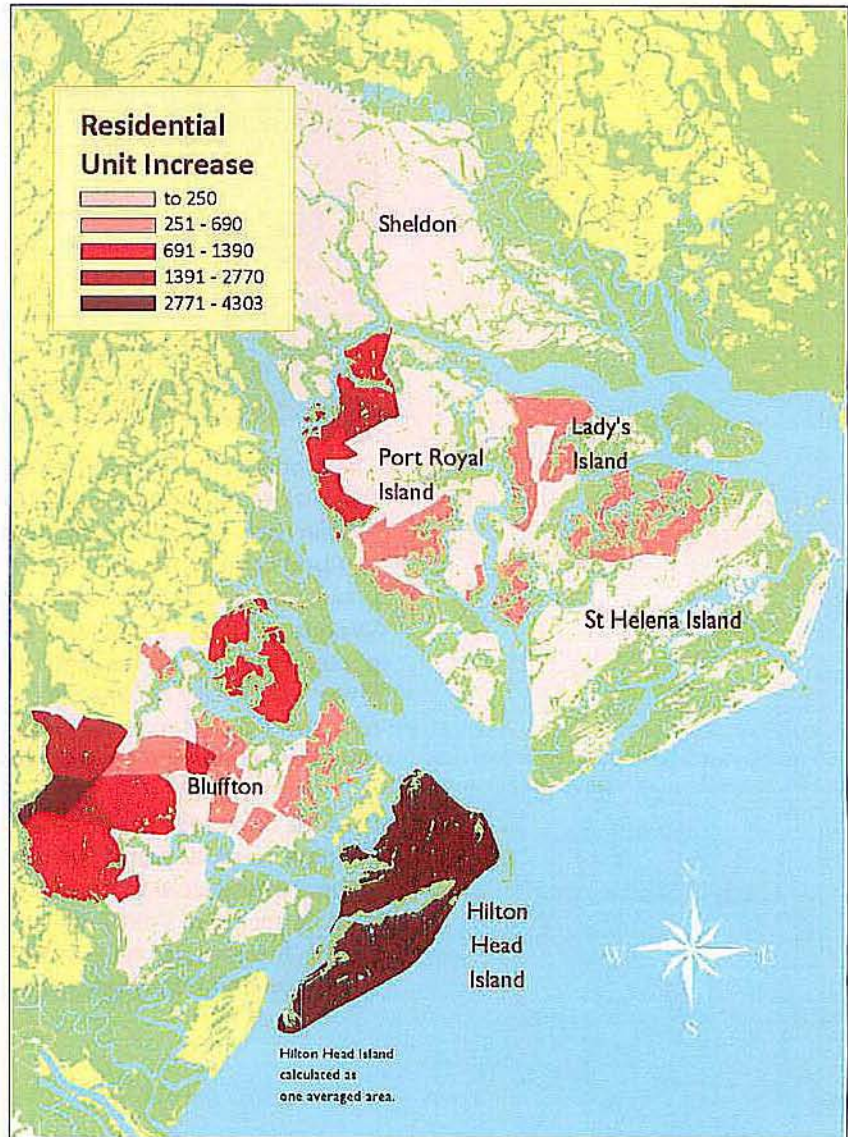 Residential
Unit Increase
to 250
251 - 690
691 - 1390
1391 - 2770
2771 - 4303
Sheldon
Lady's
Island
Port Royal
Island
St Helena Island
Bluffton
Hilton
Head
Island
N
W
E
S
Hilton Head Island
calculated as
one averaged area.